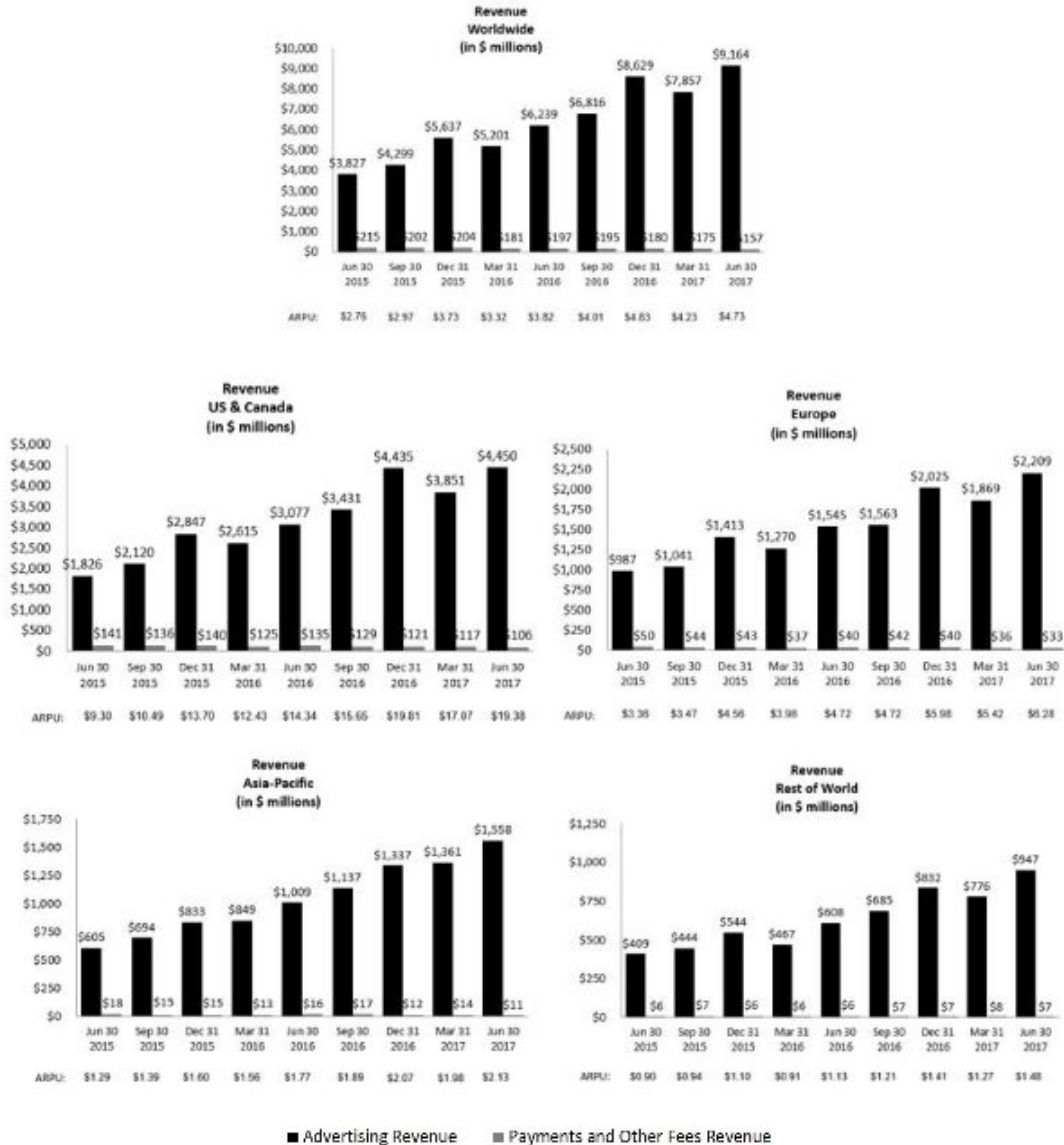 Revenue
Worldwide
(in $ millions)
$10,000
$9,000
$8,000
$7,000
$6,000
$5,000
$4,000
$3,000
$2,000
$1,000
$0
$3,827 $4,299 $5,637 $5,201 $6,239 $6,816 $8,629 $7,857 $9,164
$215 $202 $204 $181 $197 $195 $180 $175 $157
Jun 30 Sep 30 Dec 31 Mar 31 Jun 30 Sep 30 Dec 31 Mar 31 Jun 30
2015 2015 2015 2016 2016 2016 2016 2017 2017
ARPU: $2.76 $2.97 $3.73 $3.32 $3.82 $4.01 $4.83 $4.23 $4.73
Revenue
US & Canada
(in $ millions)
$5,000
$4,500
$4,000
$3,500
$3,000
$2,500
$2,000
$1,500
$1,000
$500
$0
$1,826 $2,120 $2,847 $2,615 $3,077 $3,431 $4,435 $3,851 $4,450
$141 $136 $140 $125 $135 $129 $121 $117 $106
Jun 30 Sep 30 Dec 31 Mar 31 Jun 30 Sep 30 Dec 31 Mar 31 Jun 30
2015 2015 2015 2016 2016 2016 2016 2017 2017
ARPU: $9.30 $10.49 $13.70 $12.43 $14.34 $15.65 $19.81 $17.07 $19.38
Revenue
Europe
(in $ millions)
$2,500
$2,250
$2,000
$1,750
$1,500
$1,250
$1,000
$750
$500
$250
$0
$987 $1,041 $1,413 $1,270 $1,545 $1,563 $2,025 $1,869 $2,209
$50 $44 $43 $37 $40 $42 $40 $36 $33
Jun 30 Sep 30 Dec 31 Mar 31 Jun 30 Sep 30 Dec 31 Mar 31 Jun 30
2015 2015 2015 2016 2016 2016 2016 2017 2017
ARPU: $3.36 $3.47 $4.56 $3.98 $4.72 $4.72 $5.98 $5.42 $6.28
Revenue
Asia-Pacific
(in $ millions)
$1,750
$1,500
$1,250
$1,000
$750
$500
$250
$0
$605 $694 $833 $849 $1,009 $1,137 $1,337 $1,361 $1,558
$18 $15 $15 $13 $16 $17 $12 $14 $11
Jun 30 Sep 30 Dec 31 Mar 31 Jun 30 Sep 30 Dec 31 Mar 31 Jun 30
2015 2015 2015 2016 2016 2016 2016 2017 2017
ARPU: $1.29 $1.39 $1.60 $1.56 $1.77 $1.89 $2.07 $1.98 $2.13
Revenue
Rest of World
(in $ millions)
$1,250
$1,000
$750
$500
$250
$0
$409 $444 $544 $467 $608 $685 $832 $776 $947
$6 $7 $6 $6 $6 $7 $7 $8 $7
Jun 30 Sep 30 Dec 31 Mar 31 Jun 30 Sep 30 Dec 31 Mar 31 Jun 30
2015 2015 2015 2016 2016 2016 2016 2017 2017
ARPU: $0.90 $0.94 $1.10 $0.91 $1.13 $1.21 $1.41 $1.27 $1.48
Advertising Revenue Payments and Other Fees Revenue